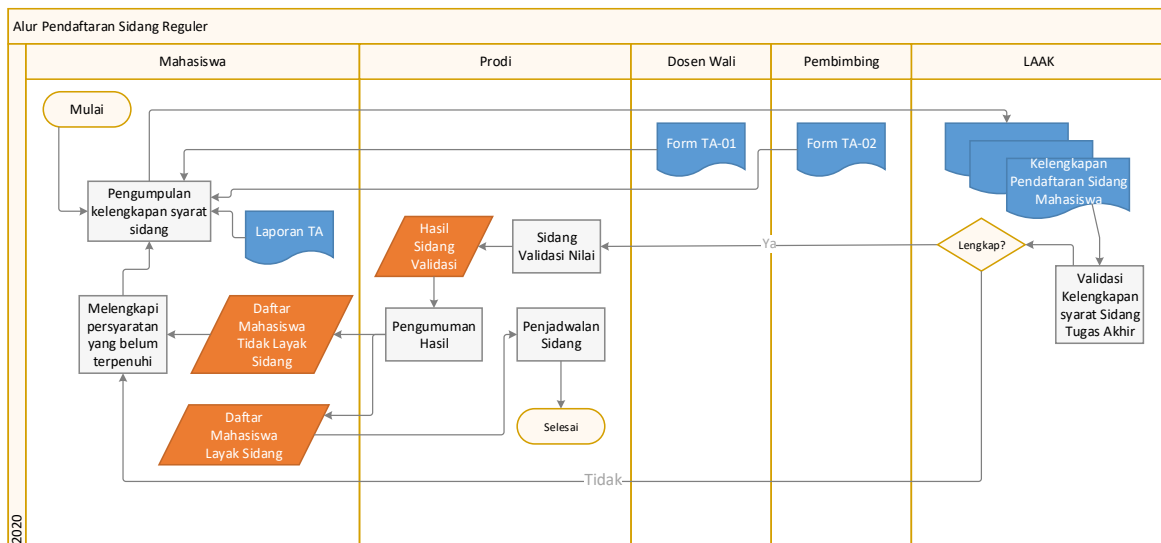 Alur Pendaftaran Sidang Reguler
Mahasiswa
Prodi
Dosen Wali
Pembimbing
LAAK
Mulai
Form TA-01
Form TA-02
Pengumpulan
kelengkapan syarat
sidang
Kelengkapan
Pendaftaran Sidang
Mahasiswa
Laporan TA
Hasil
Sidang
Validasi
Sidang
Validasi Nilai
Ya
Lengkap?
Validasi
Kelengkapan
syarat Sidang
Tugas Akhir
Melengkapi
persyaratan
yang belum
terpenuhi
Daftar
Mahasiswa
Tidak Layak
Sidang
Pengumuman
Hasil
Penjadwalan
Sidang
Daftar
Mahasiswa
Layak Sidang
Selesai
Tidak
2020